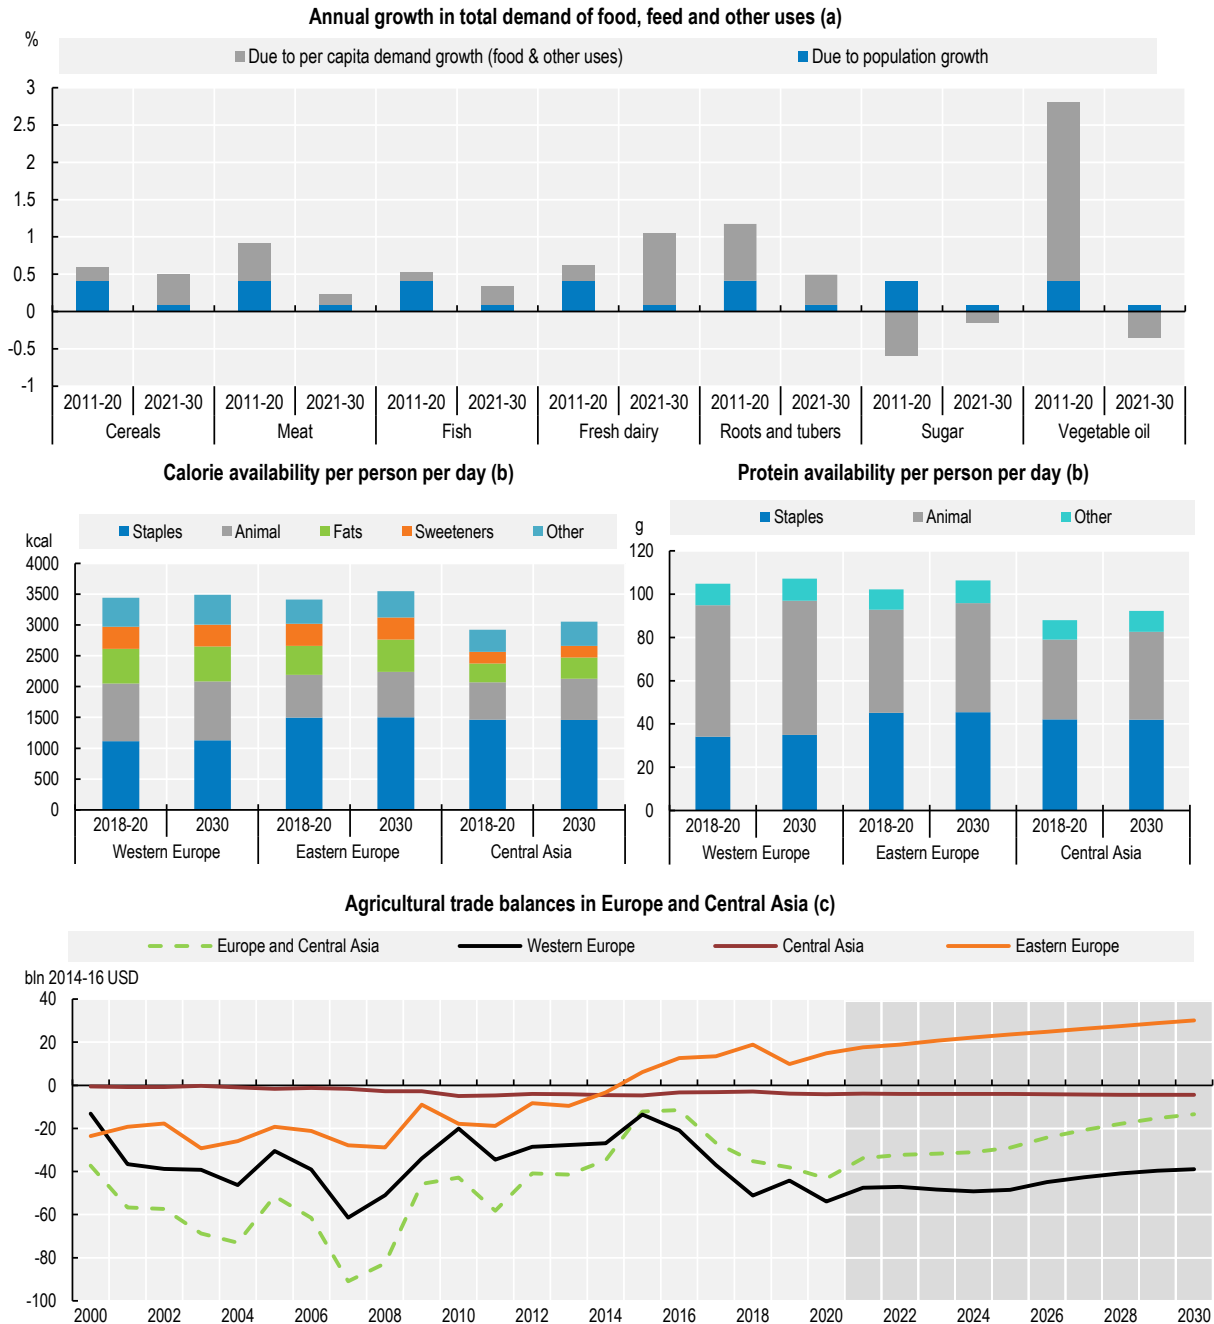 Annual growth in total demand of food, feed and other uses (a)
%
Due to per capita demand growth (food & other uses)
Due to population growth
3
2.5
2
1.5
1
0.5
0
-0.5
-1
2011-20 2021-30 2011-20 2021-30 2011-20 2021-30 2011-20 2021-30 2011-20 2021-30 2011-20 2021-30 2011-20 2021-30
Cereals Meat Fish Fresh dairy Roots and tubers Sugar Vegetable oil
Calorie availability per person per day (b)
Staples Animal Fats Sweeteners Other
kcal
4000
3500
3000
2500
2000
1500
1000
500
0
2018-20 2030 2018-20 2030 2018-20 2030
Western Europe Eastern Europe Central Asia
Protein availability per person per day (b)
Staples Animal Other
g
120
100
80
60
40
20
0
2018-20 2030 2018-20 2030 2018-20 2030
Western Europe Eastern Europe Central Asia
Agricultural trade balances in Europe and Central Asia (c)
Europe and Central Asia Western Europe Central Asia Eastern Europe
bln 2014-16 USD
40
20
0
-20
-40
-60
-80
-100
2000 2002 2004 2006 2008 2010 2012 2014 2016 2018 2020 2022 2024 2026 2028 2030